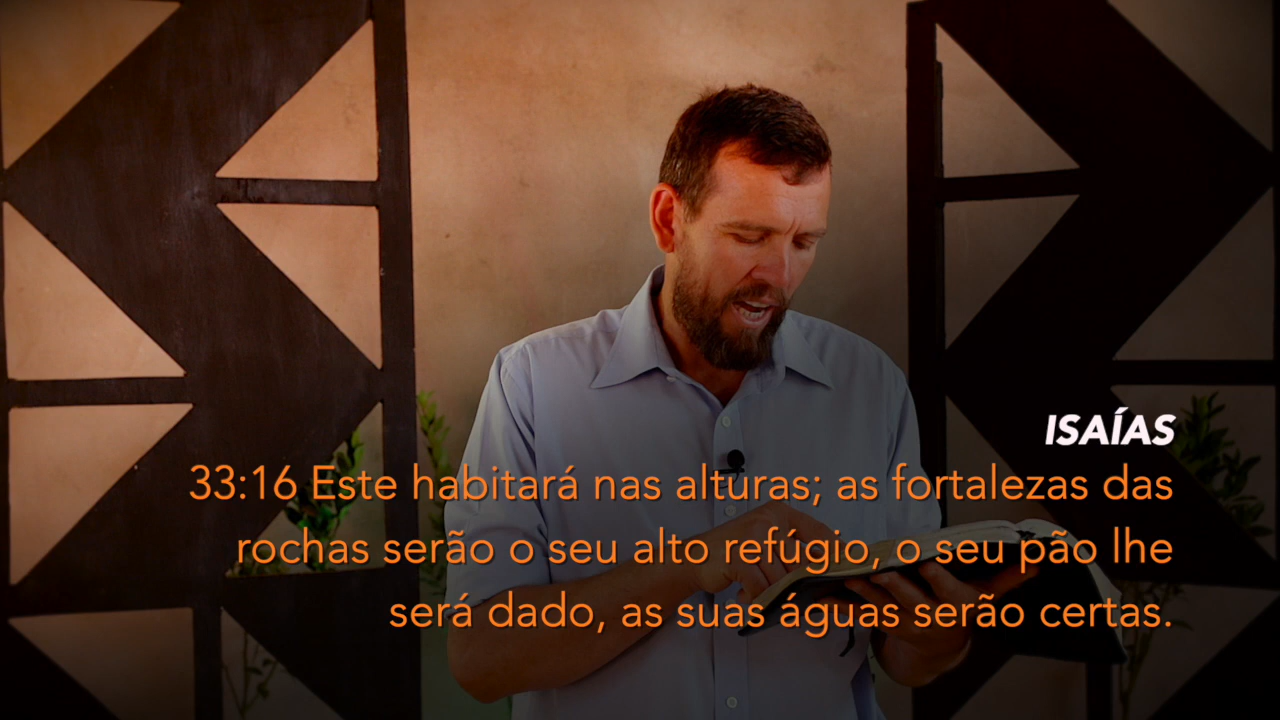 ISAÍAS
33:16 Este habitará nas alturas; as fortalezas das
rochas serão o seu alto refúgio, o seu pão lhe
será dado, as suas águas serão certas.